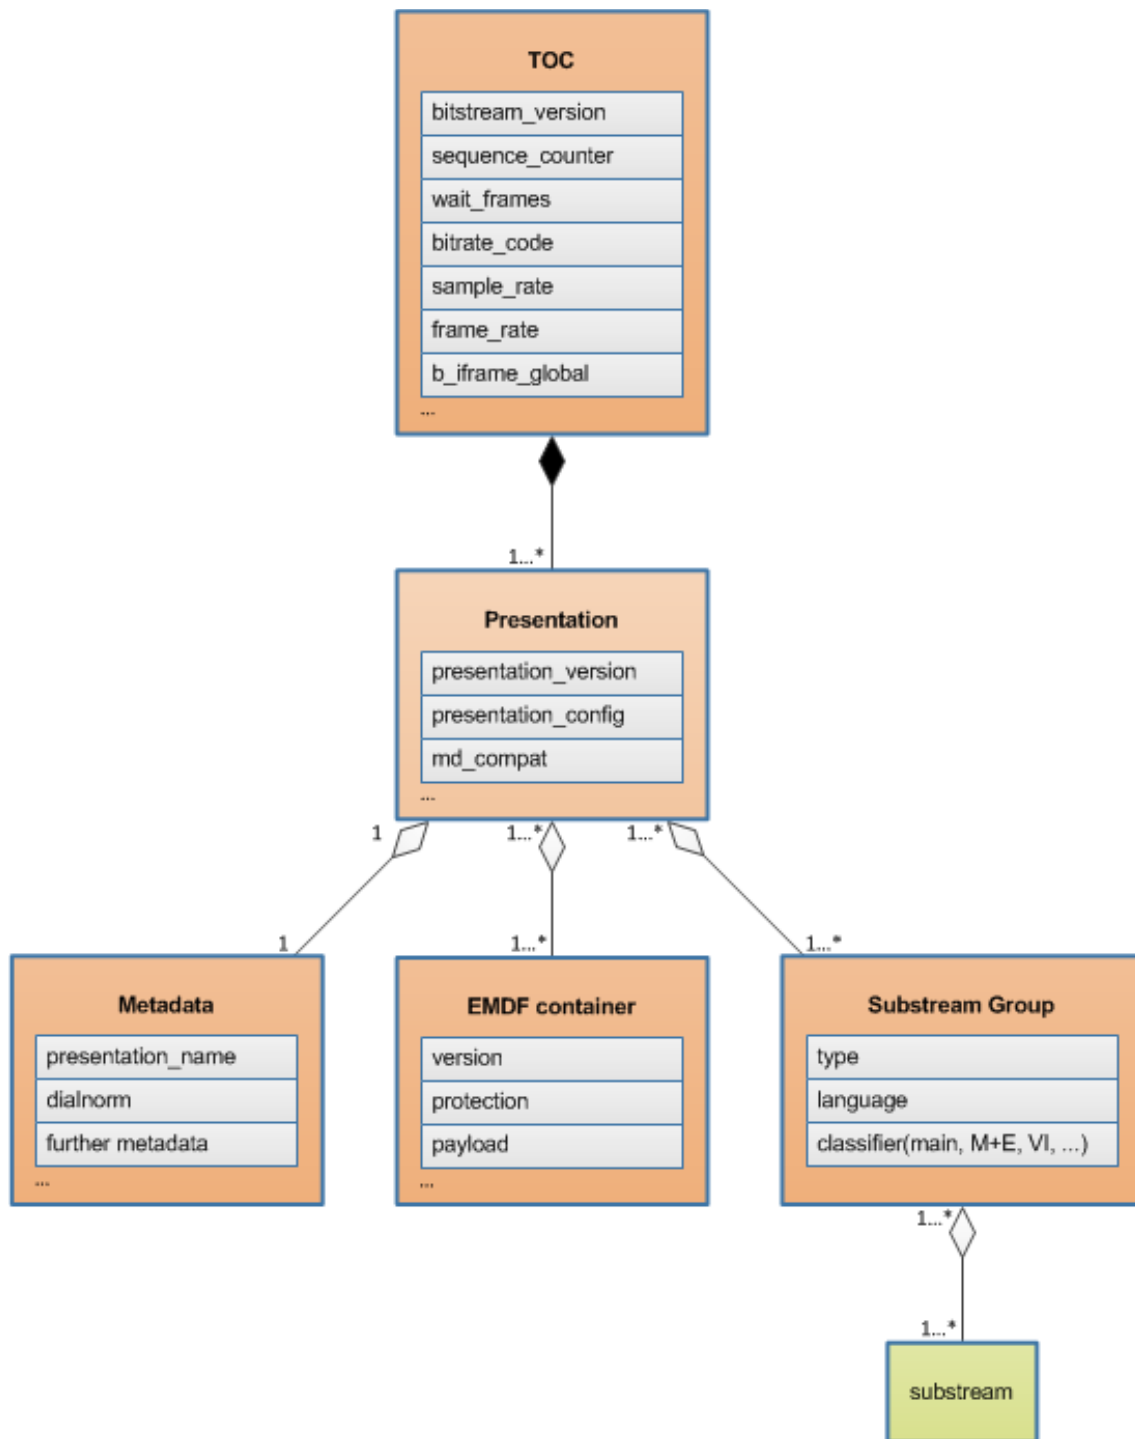 TOC
bitstream_version
sequence_counter
wait_frames
bitrate_code
sample_rate
frame_rate
b_iframe_global
...
1...*
Presentation
presentation_version
presentation_config
md_compat
...
1 1...* 1...*
1 1...* 1...*
Metadata
presentation_name
dialnorm
further metadata
...
EMDF container
version
protection
payload
...
Substream Group
type
language
classifier(main, M+E, VI, ...)
1...*
1...*
substream